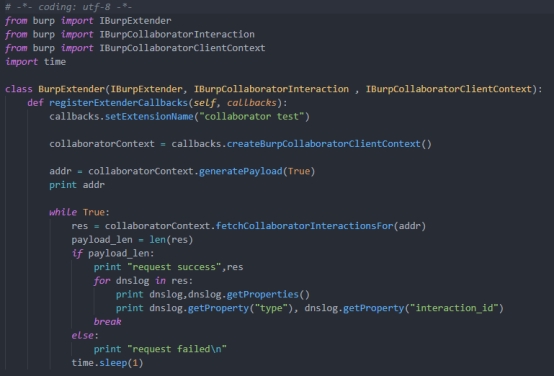 # -*- coding: utf-8 -*-
from burp import IBurpExtender
from burp import IBurpCollaboratorInteraction
from burp import IBurpCollaboratorClientContext
import time
class BurpExtender(IBurpExtender, IBurpCollaboratorInteraction , IBurpCollaboratorClientContext):
    def registerExtenderCallbacks(self, callbacks):
        callbacks.setExtensionName("collaborator test")
        collaboratorContext = callbacks.createBurpCollaboratorClientContext()
        addr = collaboratorContext.generatePayload(True)
        print addr
        while True:
            res = collaboratorContext.fetchCollaboratorInteractionsFor(addr)
            payload_len = len(res)
            if payload_len:
                print "request success",res
                for dnslog in res:
                    print dnslog,dnslog.getProperties()
                    print dnslog.getProperty("type"), dnslog.getProperty("interaction_id")
                break
            else:
                print "request failed\n"
            time.sleep(1)